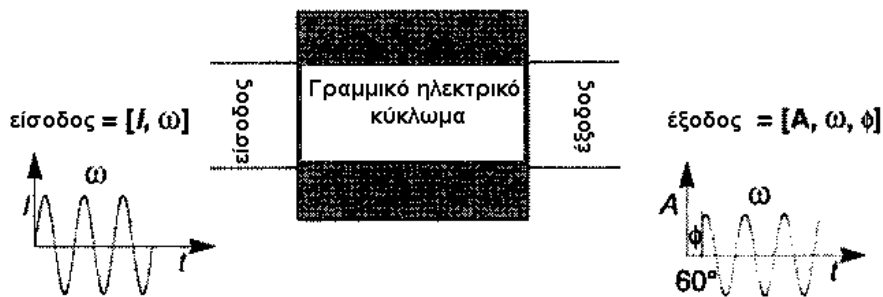 είσοδος = [I, ω]
I
ω
t
είσοδος
Γραμμικό ηλεκτρικό
κύκλωμα
έξοδος
έξοδος = [A, ω, φ]
A
φ
ω
60°
t